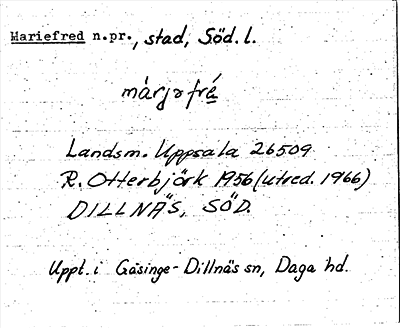 Mariefred n.pr., stad, Söd. l.
márjəfré
Landsm. Uppsala 26509
R. Otterbjörk 1956 (utred. 1966)
DILLNÄS, SÖD.
Uppt. i Gåsinge-Dillnäs sn, Daga hd.